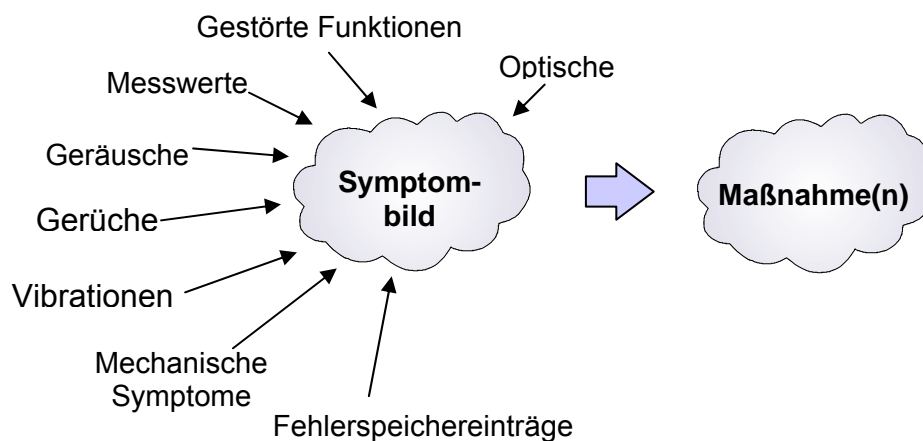 Gestörte Funktionen
Optische
Messwerte
Geräusche
Gerüche
Vibrationen
Mechanische
Symptome
Fehlerspeichereinträge
Symptom-
bild
Maßnahme(n)